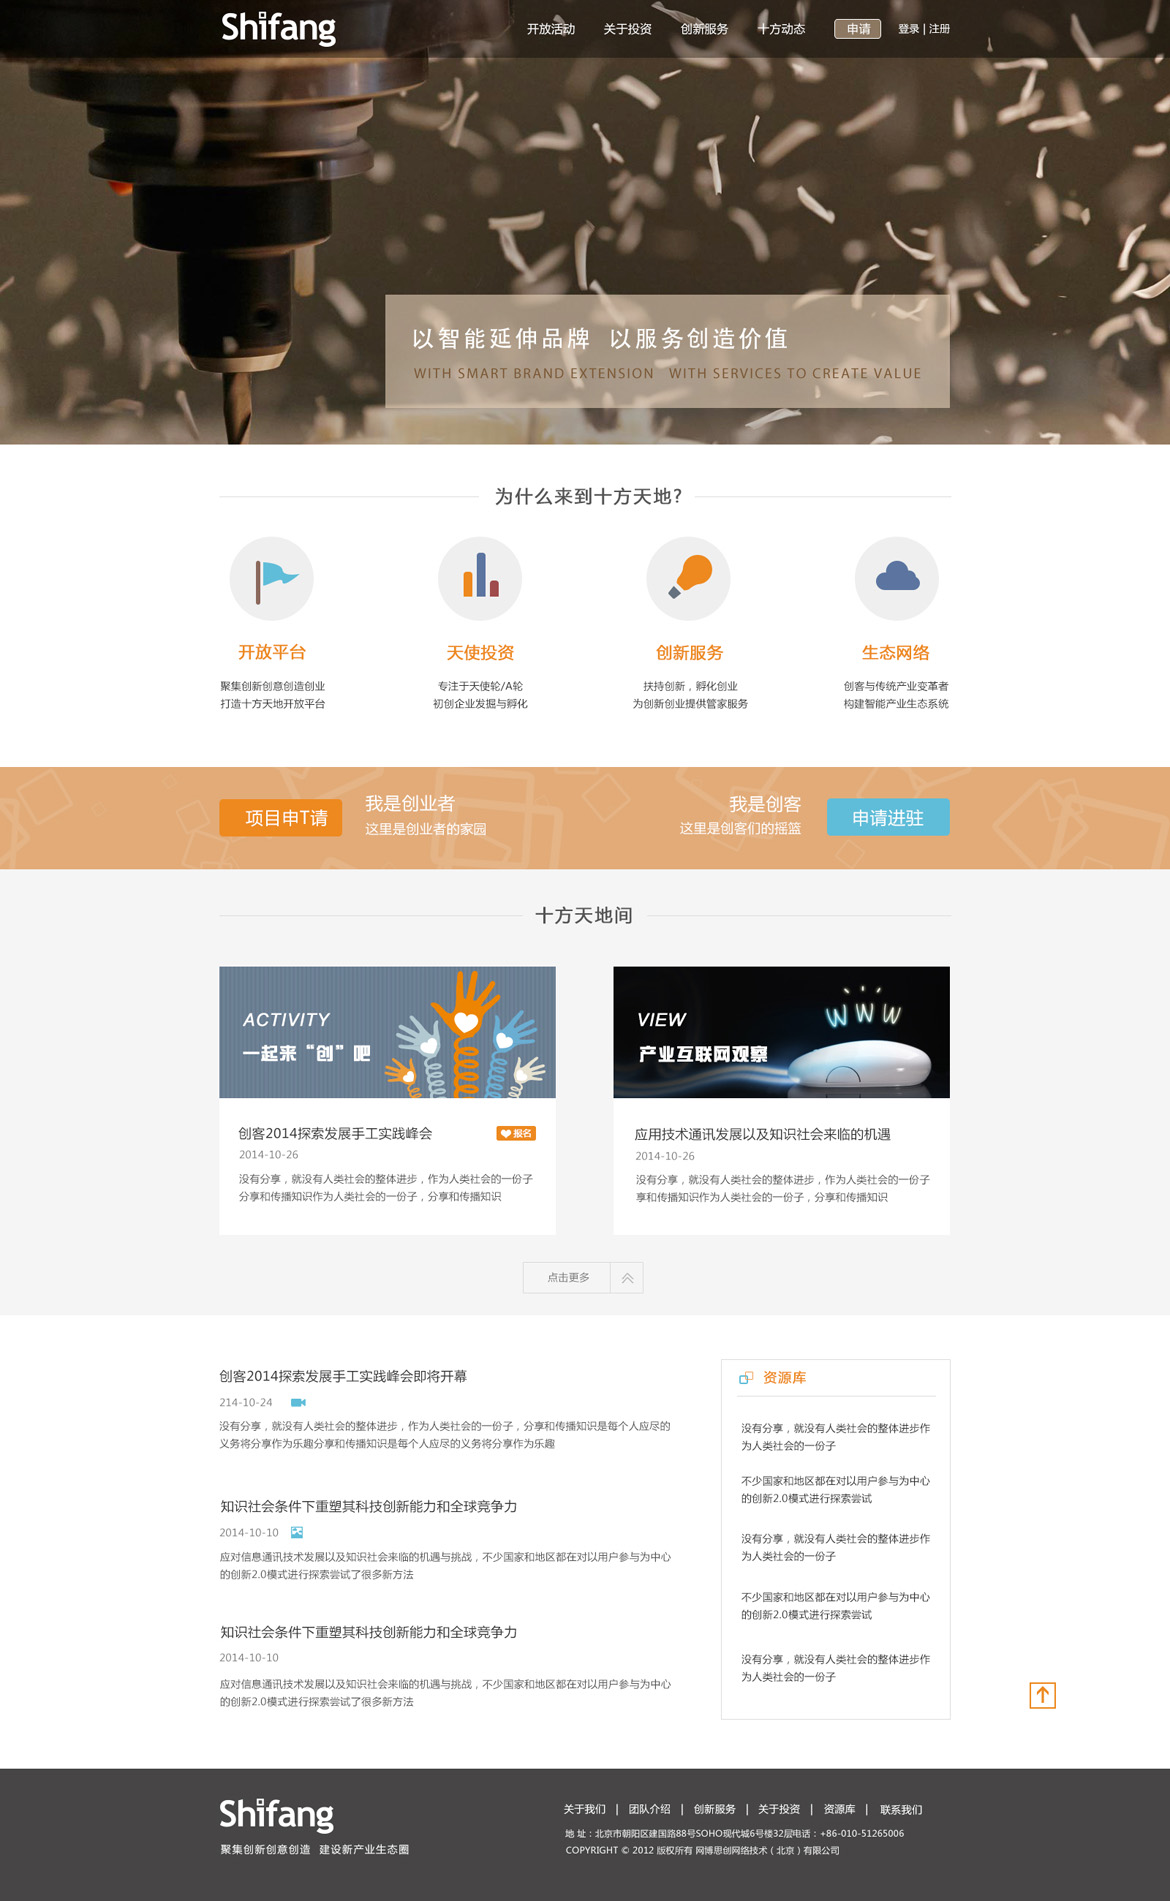 Shifang
开放活动 关于投资 创新服务 十方动态 申请 登录 | 注册
以智能延伸品牌 以服务创造价值
WITH SMART BRAND EXTENSION WITH SERVICES TO CREATE VALUE
为什么来到十方天地?
开放平台
聚集创新创意创造创业
打造十方天地开放平台
天使投资
专注于天使轮/A轮
初创企业发掘与孵化
创新服务
扶持创新，孵化创业
为创新创业提供管家服务
生态网络
创客与传统产业变革者
构建智能产业生态系统
项目申T请
我是创业者
这里是创业者的家园
我是创客
这里是创客们的摇篮
申请进驻
十方天地间
ACTIVITY
一起来“创”吧
创客2014探索发展手工实践峰会
报名
2014-10-26
没有分享，就没有人类社会的整体进步，作为人类社会的一份子
分享和传播知识作为人类社会的一份子，分享和传播知识
VIEW
产业互联网观察
WWW
应用技术通讯发展以及知识社会来临的机遇
2014-10-26
没有分享，就没有人类社会的整体进步，作为人类社会的一份子
享和传播知识作为人类社会的一份子，分享和传播知识
点击更多
创客2014探索发展手工实践峰会即将开幕
214-10-24
没有分享，就没有人类社会的整体进步，作为人类社会的一份子，分享和传播知识是每个人应尽的
义务将分享作为乐趣分享和传播知识是每个人应尽的义务将分享作为乐趣
知识社会条件下重塑其科技创新能力和全球竞争力
2014-10-10
应对信息通讯技术发展以及知识社会来临的机遇与挑战，不少国家和地区都在对以用户参与为中心
的创新2.0模式进行探索尝试了很多新方法
知识社会条件下重塑其科技创新能力和全球竞争力
2014-10-10
应对信息通讯技术发展以及知识社会来临的机遇与挑战，不少国家和地区都在对以用户参与为中心
的创新2.0模式进行探索尝试了很多新方法
资源库
没有分享，就没有人类社会的整体进步作
为人类社会的一份子
不少国家和地区都在对以用户参与为中心
的创新2.0模式进行探索尝试
没有分享，就没有人类社会的整体进步作
为人类社会的一份子
不少国家和地区都在对以用户参与为中心
的创新2.0模式进行探索尝试
没有分享，就没有人类社会的整体进步作
为人类社会的一份子
Shifang
聚集创新创意创造 建设新产业生态圈
关于我们 | 团队介绍 | 创新服务 | 关于投资 | 资源库 | 联系我们
地 址：北京市朝阳区建国路88号SOHO现代城6号楼32层电话：+86-010-51265006
COPYRIGHT © 2012 版权所有 网博思创网络技术（北京）有限公司